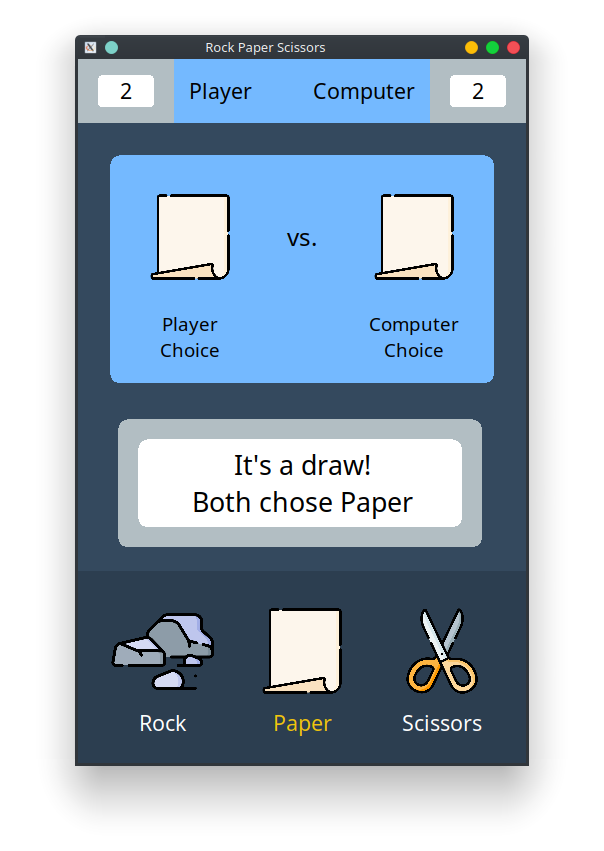 Rock Paper Scissors
2 Player Computer 2
vs.
Player Computer
Choice Choice
It's a draw!
Both chose Paper
Rock Paper Scissors